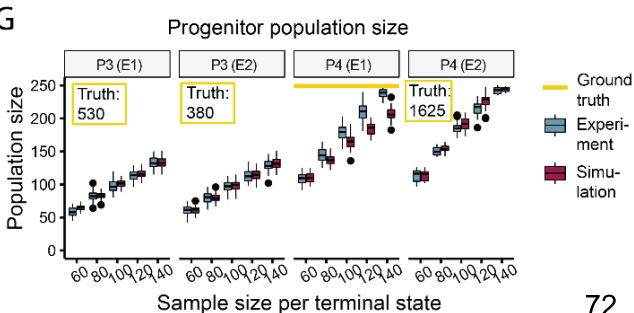 G
Progenitor population size
P3 (E1)
P3 (E2)
P4 (E1)
P4 (E2)
Population size
250
200
150
100
50
0
Truth:
530
Truth:
380
Truth:
1625
60 80 100 120 140
60 80 100 120 140
60 80 100 120 140
60 80 100 120 140
Sample size per terminal state
Ground
truth
Experi-
ment
Simu-
lation
72